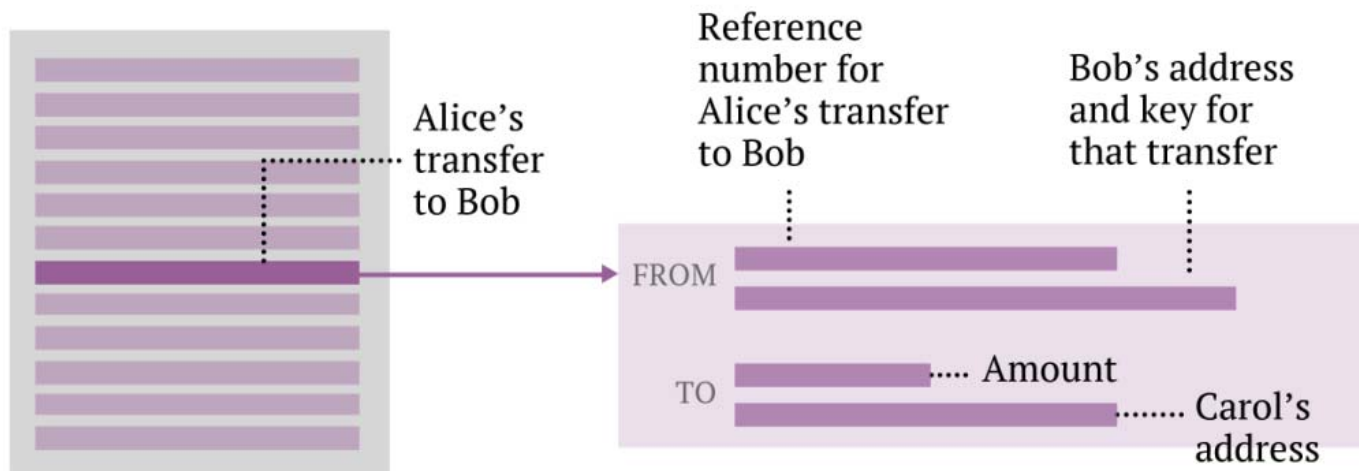 Alice’s
transfer
to Bob
Reference
number for
Alice’s transfer
to Bob
Bob’s address
and key for
that transfer
FROM
TO
Amount
Carol’s
address